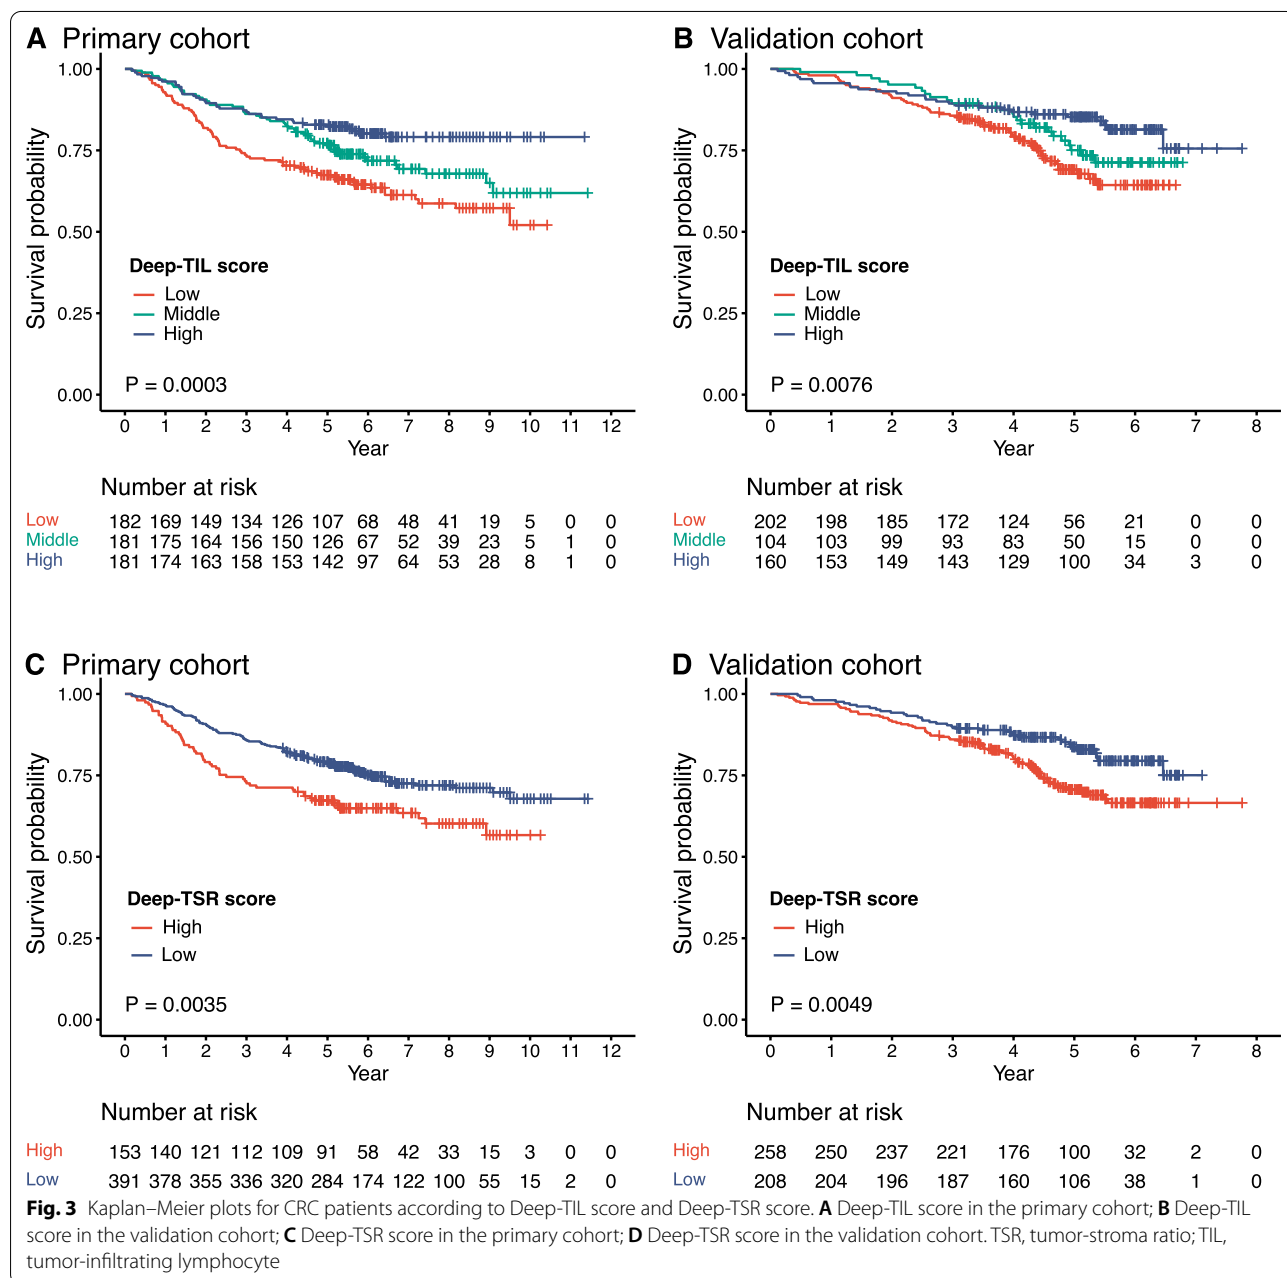 A Primary cohort
1.00
0.75
0.50
0.25
0.00
Survival probability
Deep-TIL score
Low
Middle
High
P = 0.0003
0 1 2 3 4 5 6 7 8 9 10 11 12
Year
Number at risk
Low 182 169 149 134 126 107 68 48 41 19 5 0 0
Middle 181 175 164 156 150 126 67 52 39 23 5 1 0
High 181 174 163 158 153 142 97 64 53 28 8 1 0
B Validation cohort
1.00
0.75
0.50
0.25
0.00
Survival probability
Deep-TIL score
Low
Middle
High
P = 0.0076
0 1 2 3 4 5 6 7 8
Year
Number at risk
Low 202 198 185 172 124 56 21 0 0
Middle 104 103 99 93 83 50 15 0 0
High 160 153 149 143 129 100 34 3 0
C Primary cohort
1.00
0.75
0.50
0.25
0.00
Survival probability
Deep-TSR score
High
Low
P = 0.0035
0 1 2 3 4 5 6 7 8 9 10 11 12
Year
Number at risk
High 153 140 121 112 109 91 58 42 33 15 3 0 0
Low 391 378 355 336 320 284 174 122 100 55 15 2 0
D Validation cohort
1.00
0.75
0.50
0.25
0.00
Survival probability
Deep-TSR score
High
Low
P = 0.0049
0 1 2 3 4 5 6 7 8
Year
Number at risk
High 258 250 237 221 176 100 32 2 0
Low 208 204 196 187 160 106 38 1 0
Fig. 3 Kaplan–Meier plots for CRC patients according to Deep-TIL score and Deep-TSR score. A Deep-TIL score in the primary cohort; B Deep-TIL
score in the validation cohort; C Deep-TSR score in the primary cohort; D Deep-TSR score in the validation cohort. TSR, tumor-stroma ratio; TIL,
tumor-infiltrating lymphocyte